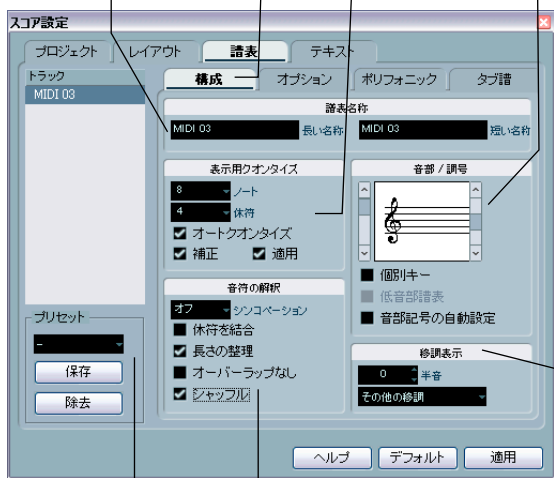 スコア設定
プロジェクト レイアウト 譜表 テキスト
トラック
MIDI 03
構成 オプション ポリフォニック タブ譜
譜表名称
MIDI 03 長い名称 MIDI 03 短い名称
表示用クオンタイズ
8 ノート
4 休符
オートクオンタイズ
補正 適用
音部 / 調号
個別キー
低音部譜表
音部記号の自動設定
音符の解釈
オフ シンコペーション
休符を結合
長さの整理
オーバーラップなし
シャッフル
移調表示
0 半音
その他の移調
プリセット
-
保存
除去
ヘルプ デフォルト 適用